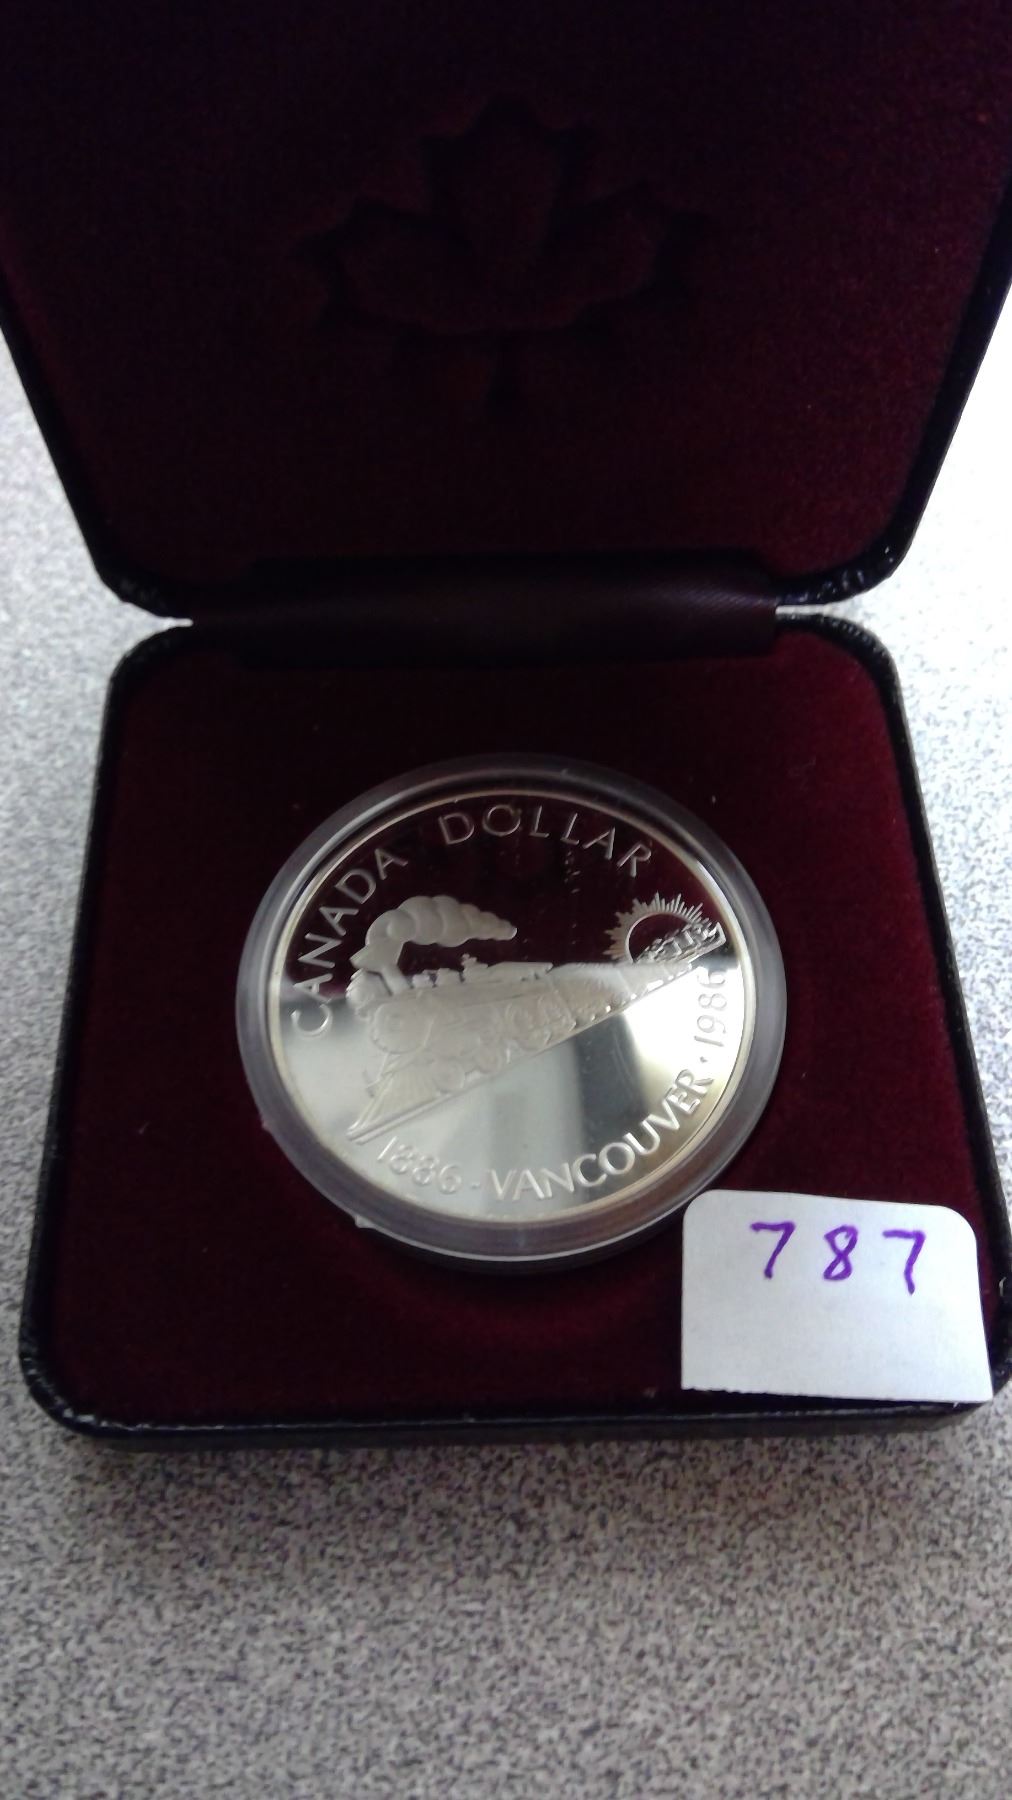 CANADA DOLLAR
1886 · VANCOUVER · 1986
787